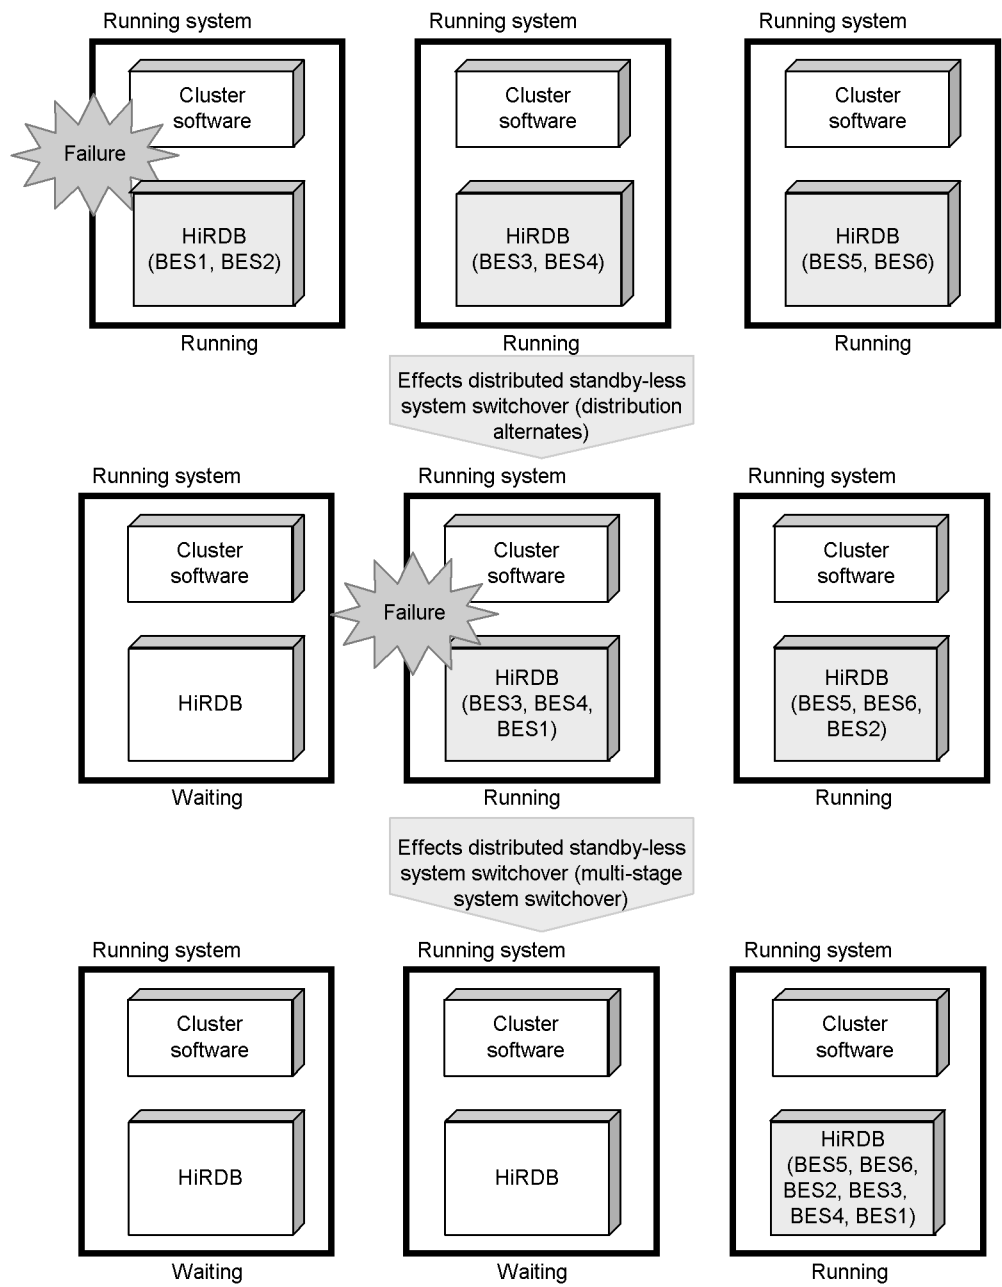 Running system
Running system
Running system
Cluster
software
Cluster
software
Cluster
software
Failure
HiRDB
(BES1, BES2)
HiRDB
(BES3, BES4)
HiRDB
(BES5, BES6)
Running
Running
Running
Effects distributed standby-less
system switchover (distribution
alternates)
Running system
Running system
Running system
Cluster
software
Cluster
software
Cluster
software
Failure
HiRDB
HiRDB
(BES3, BES4,
BES1)
HiRDB
(BES5, BES6,
BES2)
Waiting
Running
Running
Effects distributed standby-less
system switchover (multi-stage
system switchover)
Running system
Running system
Running system
Cluster
software
Cluster
software
Cluster
software
HiRDB
HiRDB
HiRDB
(BES5, BES6,
BES2, BES3,
BES4, BES1)
Waiting
Waiting
Running